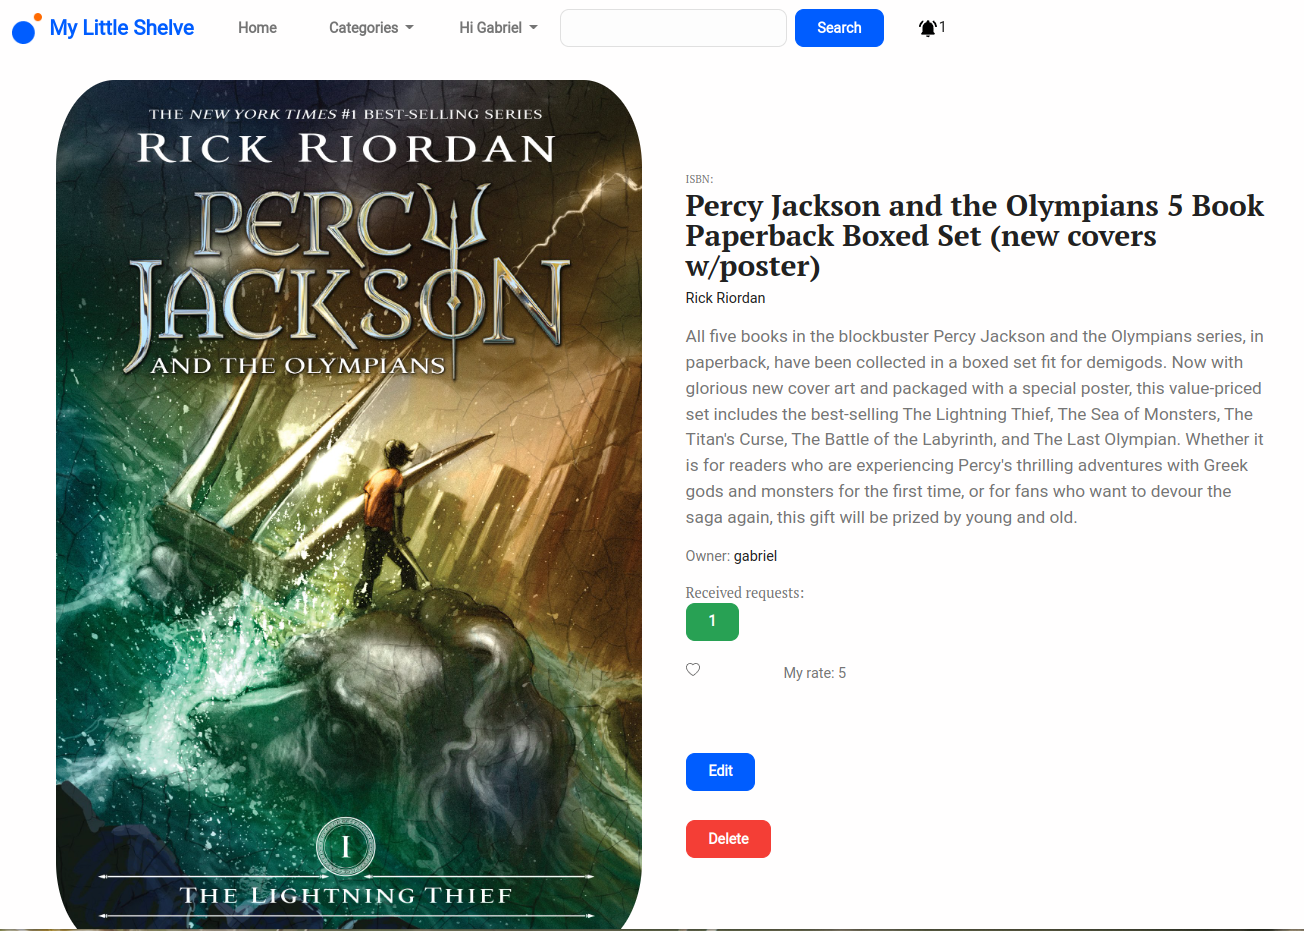 My Little Shelve
Home
Categories
Hi Gabriel
Search
1
THE NEW YORK TIMES #1 BEST-SELLING SERIES
RICK RIORDAN
PERCY
JACKSON
AND THE OLYMPIANS
I
THE LIGHTNING THIEF
ISBN:
Percy Jackson and the Olympians 5 Book
Paperback Boxed Set (new covers
w/poster)
Rick Riordan
All five books in the blockbuster Percy Jackson and the Olympians series, in
paperback, have been collected in a boxed set fit for demigods. Now with
glorious new cover art and packaged with a special poster, this value-priced
set includes the best-selling The Lightning Thief, The Sea of Monsters, The
Titan's Curse, The Battle of the Labyrinth, and The Last Olympian. Whether it
is for readers who are experiencing Percy's thrilling adventures with Greek
gods and monsters for the first time, or for fans who want to devour the
saga again, this gift will be prized by young and old.
Owner: gabriel
Received requests:
1
My rate: 5
Edit
Delete